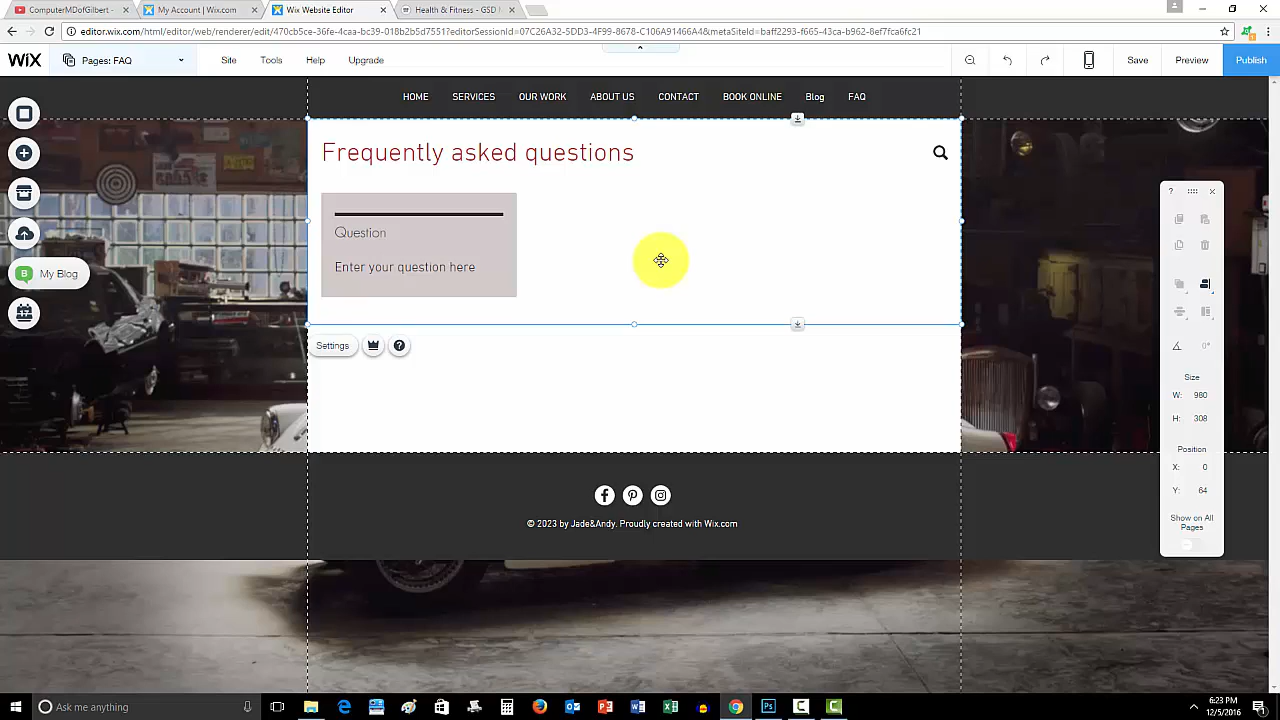 ComputerMDofGilbert -
My Account | Wix.com
Wix Website Editor
Health & Fitness - GSD
editor.wix.com/html/editor/web/renderer/edit/470cb5ce-36fe-4caa-bc39-018b2b5d7551?editorSessionId=07C26A12-5DD3-4F99-8678-C106A91466A4&metaSiteId=baff2293-f665-43ca-b962-8ef7fca6fc21
WiX
Pages: FAQ
Site
Tools
Help
Upgrade
Save
Preview
Publish
HOME
SERVICES
OUR WORK
ABOUT US
CONTACT
BOOK ONLINE
Blog
FAQ
Frequently asked questions
Question
Enter your question here
My Blog
Settings
?
?
0°
Size
W: 980
H: 308
Position
X: 0
Y: 64
Show on All
Pages
© 2023 by Jade&Andy. Proudly created with Wix.com
Ask me anything
6:23 PM
12/5/2016